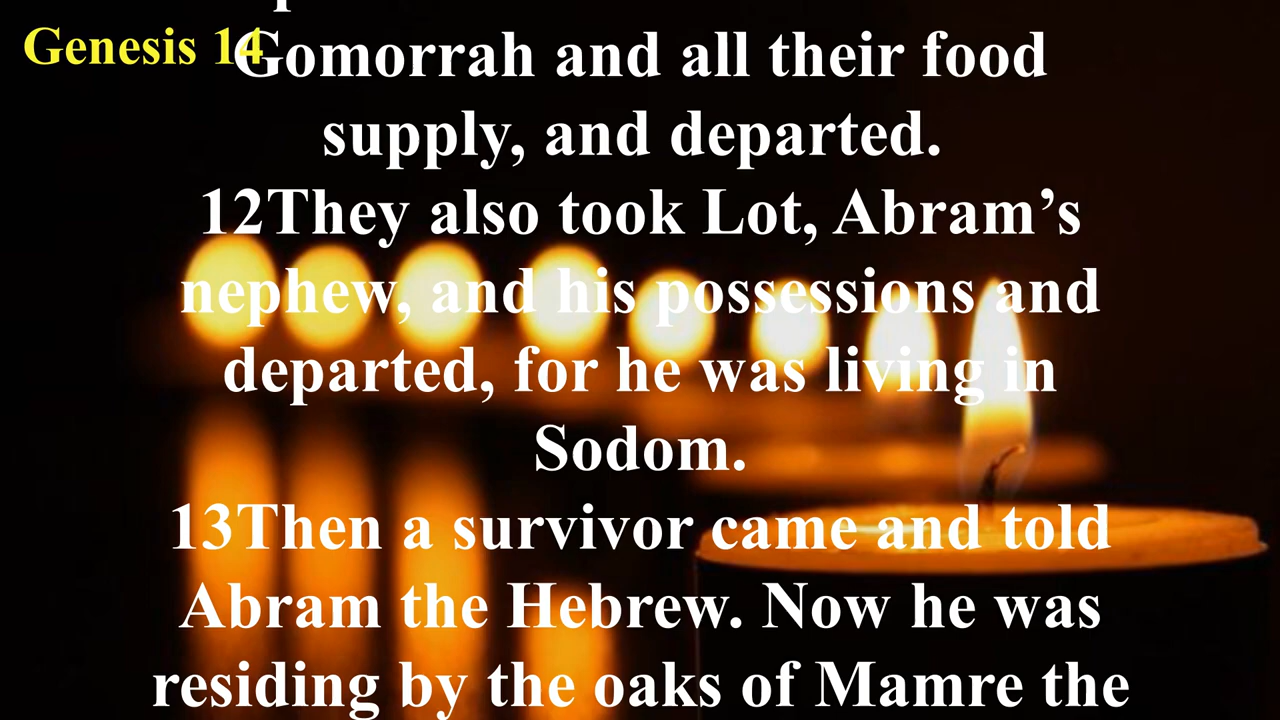 Genesis 14
Gomorrah and all their food
supply, and departed.
12They also took Lot, Abram’s
nephew, and his possessions and
departed, for he was living in
Sodom.
13Then a survivor came and told
Abram the Hebrew. Now he was
residing by the oaks of Mamre the